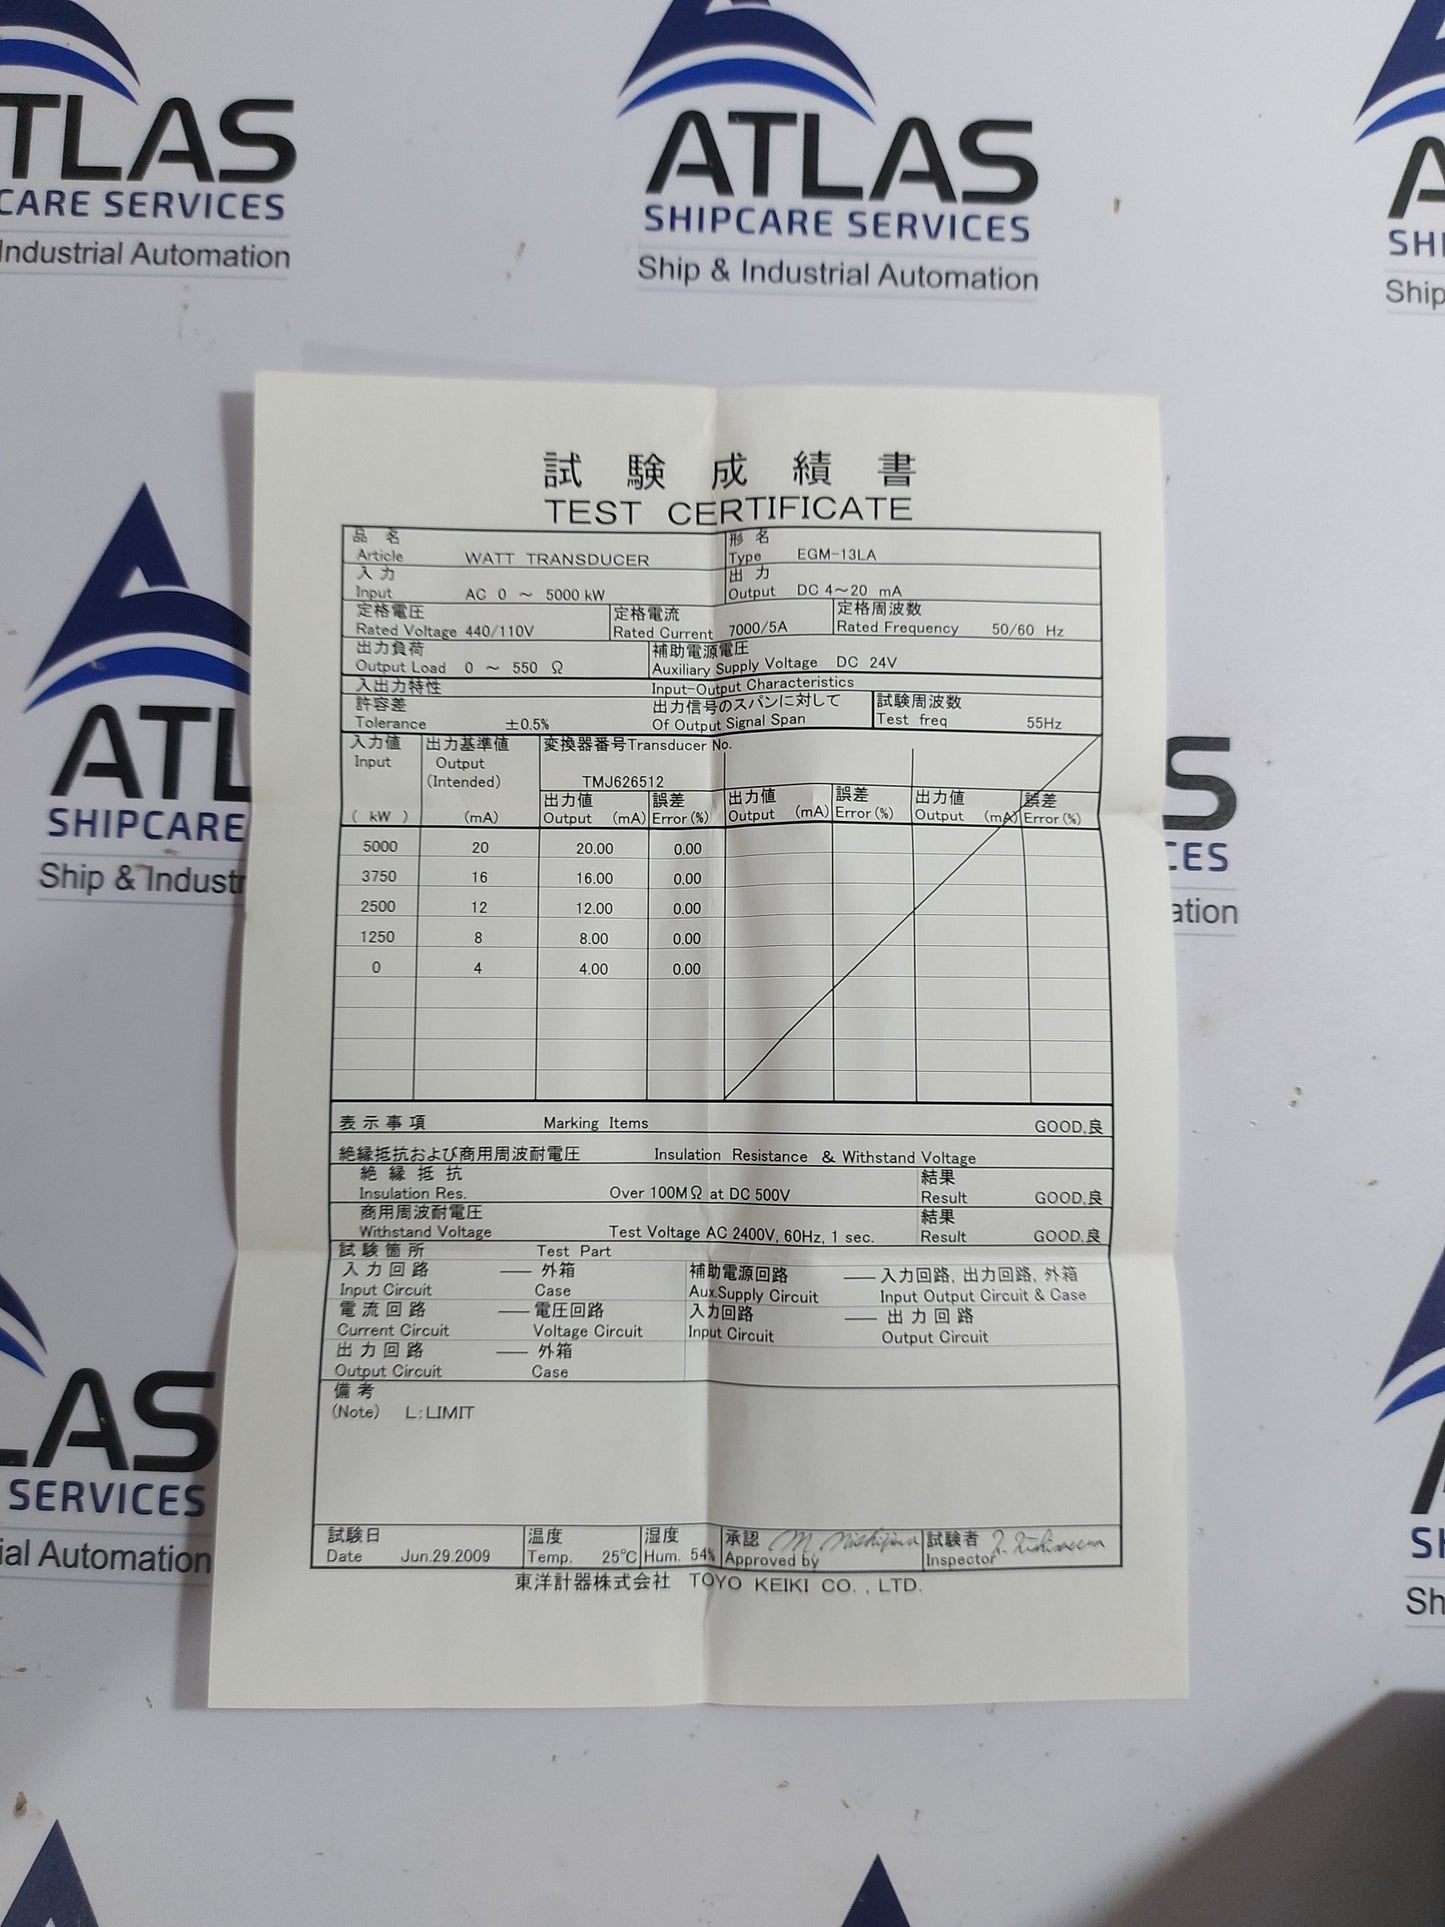 TLAS
CARE SERVICES
Industrial Automation
ATLAS
SHIPCARE SERVICES
Ship & Industrial Automation
A
SHI
Ship
試験成績書
TEST CERTIFICATE
品名 Article WATT TRANSDUCER
形名 Type EGM-13LA
入力 Input AC 0 ～ 5000 kW
出力 Output DC 4～20 mA
定格電圧 Rated Voltage 440/110V
定格電流 Rated Current 7000/5A
定格周波数 Rated Frequency 50/60 Hz
出力負荷 Output Load 0 ～ 550 Ω
補助電源電圧 Auxiliary Supply Voltage DC 24V
入出力特性 Input-Output Characteristics
許容差 Tolerance ±0.5%
出力信号のスパンに対して Of Output Signal Span
試験周波数 Test freq 55Hz
入力値 Input (kW)
出力基準値 Output (Intended) (mA)
変換器番号Transducer No.
TMJ626512
出力値 Output (mA) 誤差 Error (%) 出力値 Output (mA) 誤差 Error (%) 出力値 Output (mA) 誤差 Error (%)
5000 20 20.00 0.00
3750 16 16.00 0.00
2500 12 12.00 0.00
1250 8 8.00 0.00
0 4 4.00 0.00
表示事項 Marking Items GOOD,良
絶縁抵抗および商用周波耐電圧 Insulation Resistance & Withstand Voltage
絶縁抵抗 Insulation Res. Over 100MΩ at DC 500V 結果 Result GOOD,良
商用周波耐電圧 Withstand Voltage Test Voltage AC 2400V, 60Hz, 1 sec. 結果 Result GOOD,良
試験箇所 Test Part
入力回路 — 外箱 補助電源回路 — 入力回路, 出力回路, 外箱
Input Circuit Case Aux.Supply Circuit Input Output Circuit & Case
電流回路 — 電圧回路 入力回路 — 出力回路
Current Circuit Voltage Circuit Input Circuit Output Circuit
出力回路 — 外箱
Output Circuit Case
備考
(Note) L:LIMIT
試験日 Date Jun.29.2009
温度 Temp. 25℃
湿度 Hum. 54%
承認 Approved by M. Nishijima
試験者 Inspector
東洋計器株式会社 TOYO KEIKI CO., LTD.
ATL
SHIPCARE
Ship & Industr
S
CES
ation
LAS
SERVICES
ial Automation
S
Sh